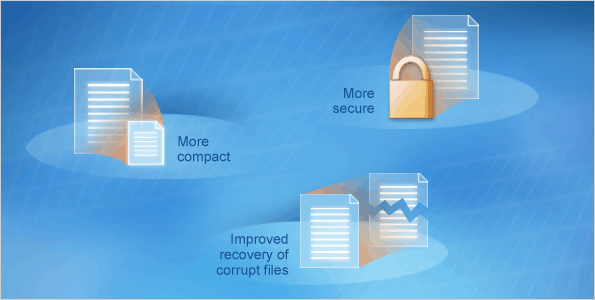 More
secure
More
compact
Improved
recovery of
corrupt files